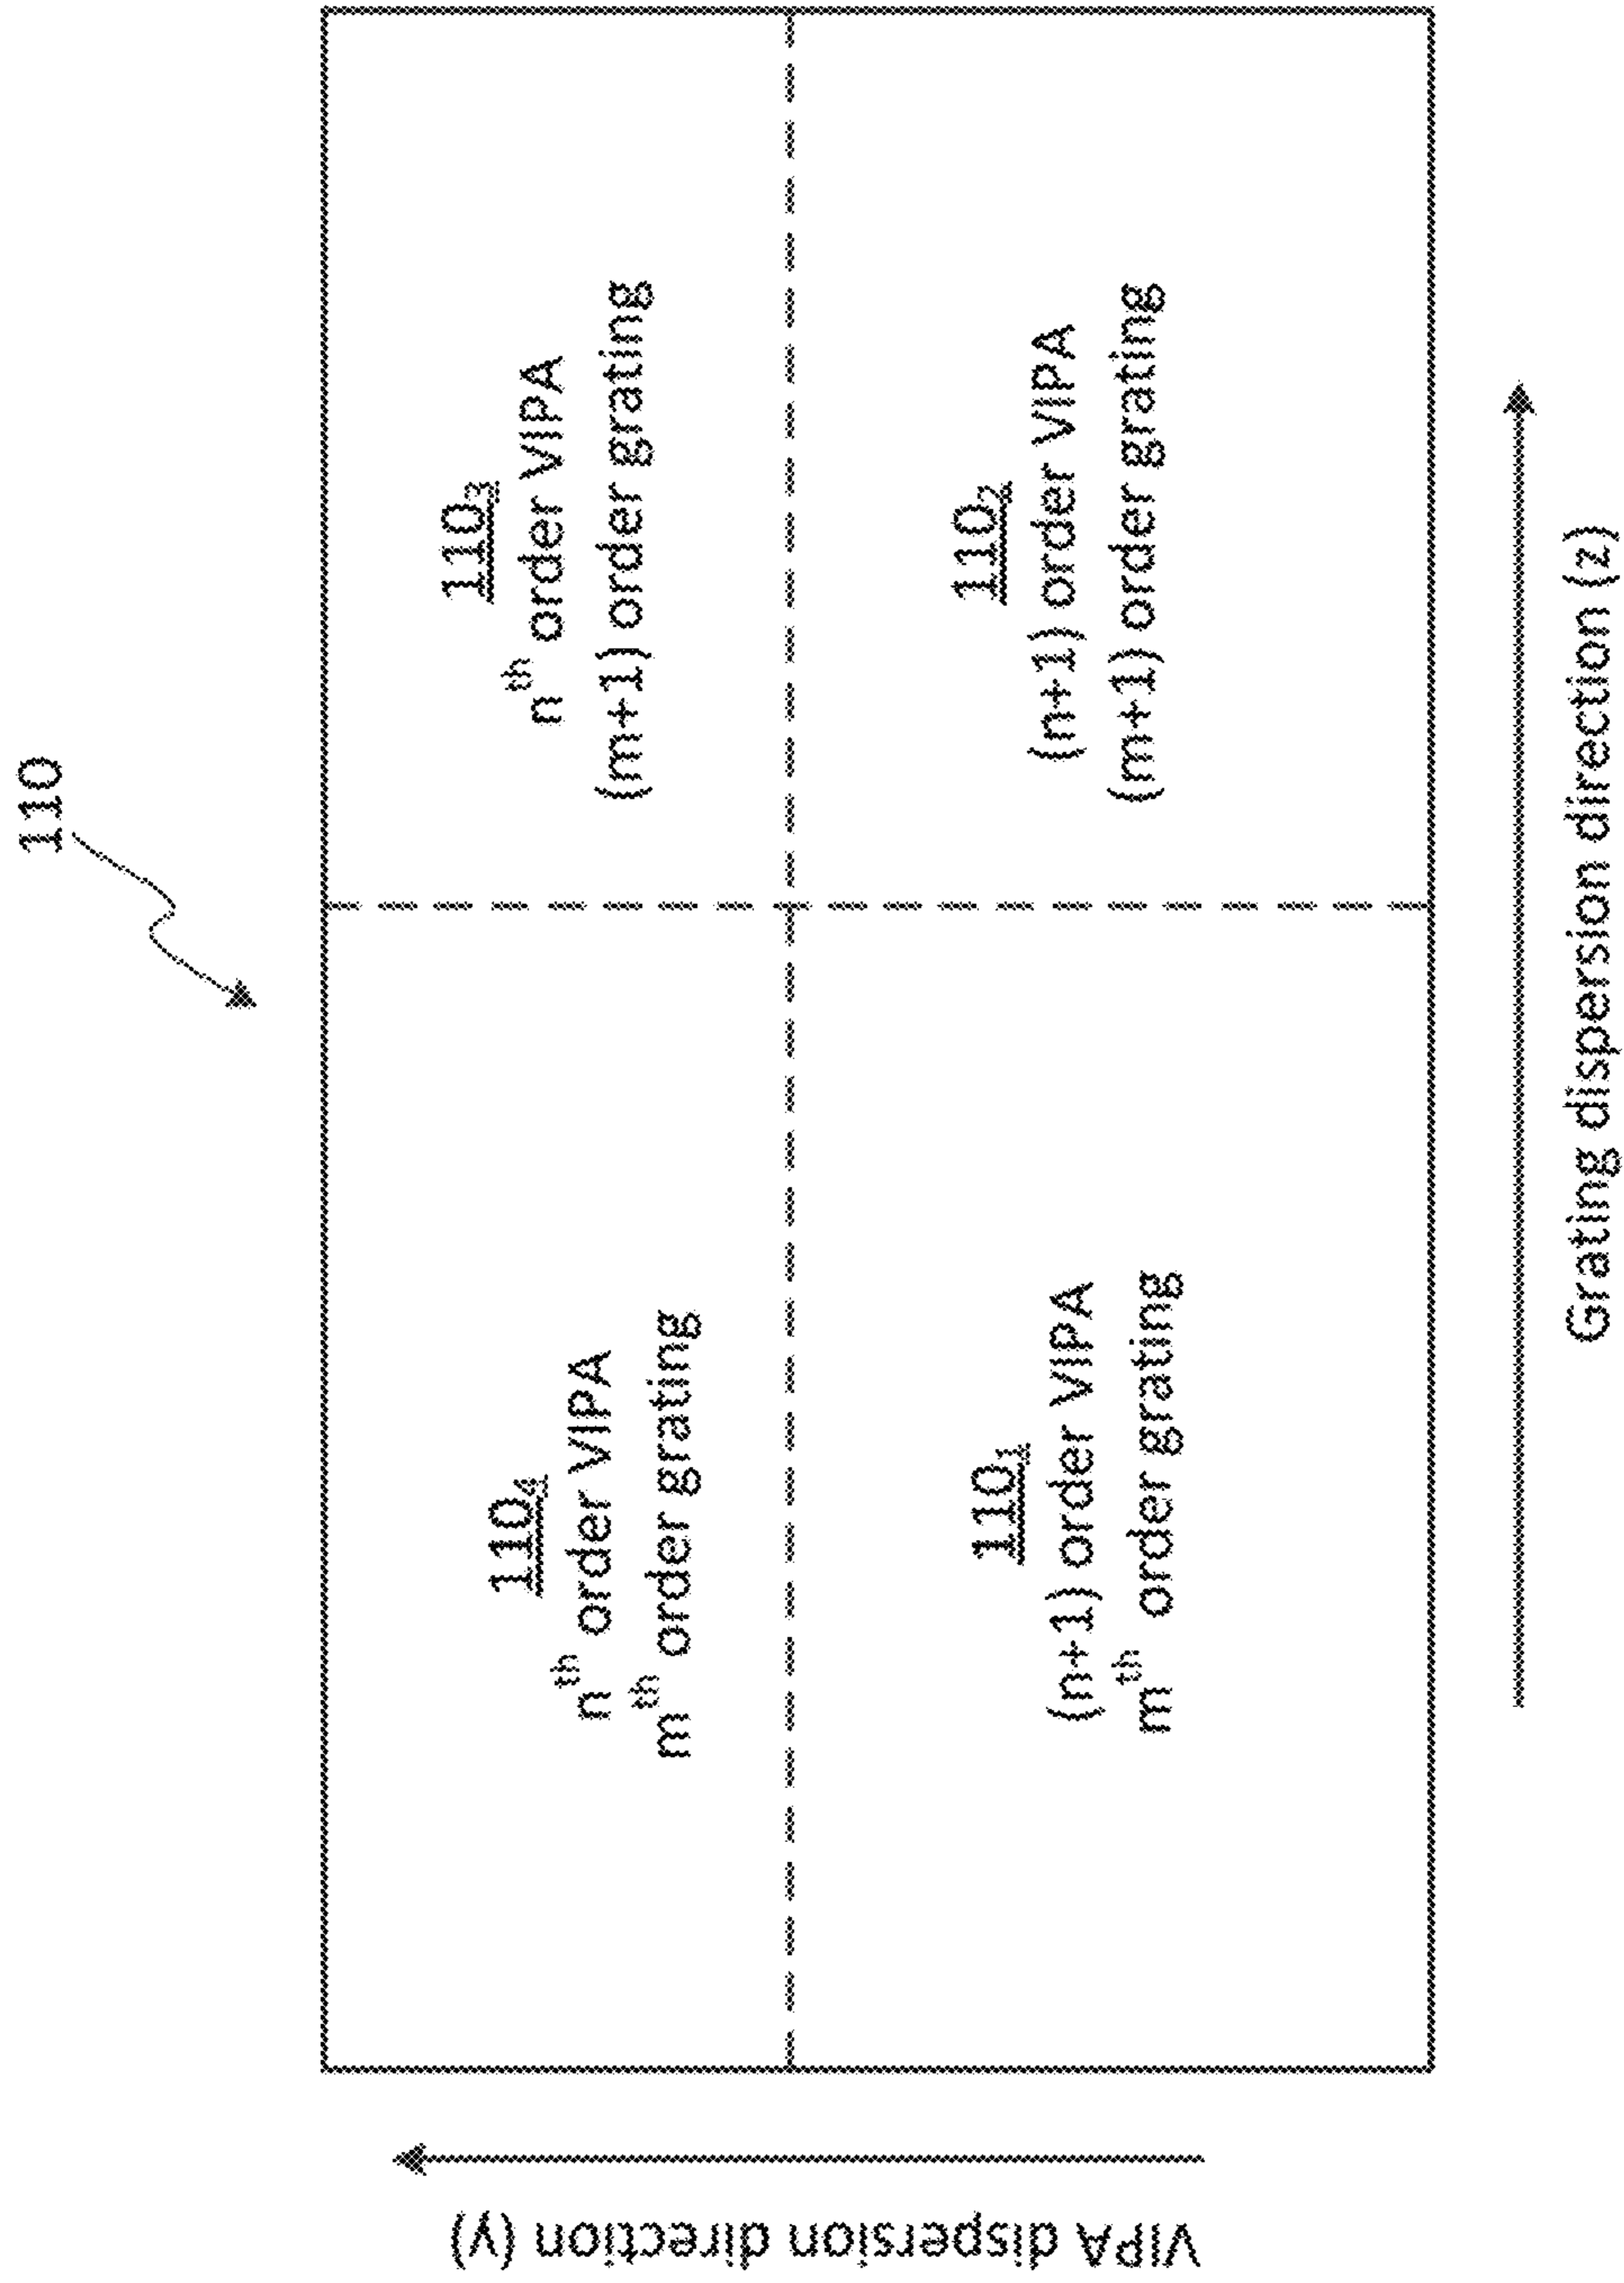 110
110₄
nᵗʰ order VIPA
mᵗʰ order grating
110₃
nᵗʰ order VIPA
(m+1) order grating
VIPA dispersion direction (y)
110₁
(n+1) order VIPA
mᵗʰ order grating
110₂
(n+1) order VIPA
(m+1) order grating
Grating dispersion direction (z)